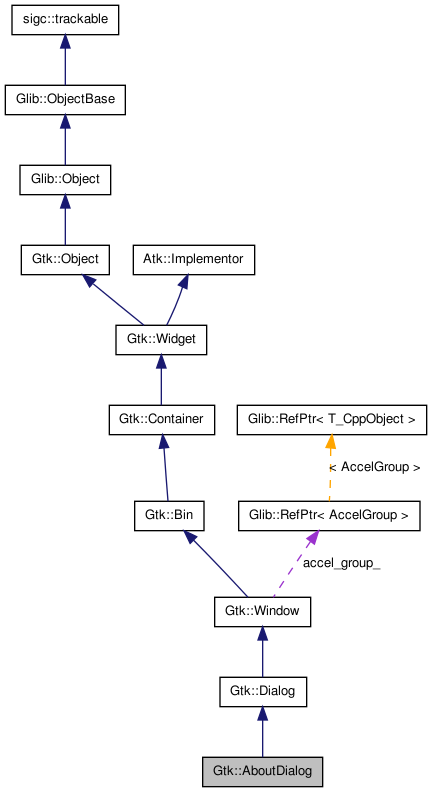 sigc::trackable
Glib::ObjectBase
Glib::Object
Gtk::Object
Atk::Implementor
Gtk::Widget
Gtk::Container
Glib::RefPtr< T_CppObject >
< AccelGroup >
Gtk::Bin
Glib::RefPtr< AccelGroup >
accel_group_
Gtk::Window
Gtk::Dialog
Gtk::AboutDialog